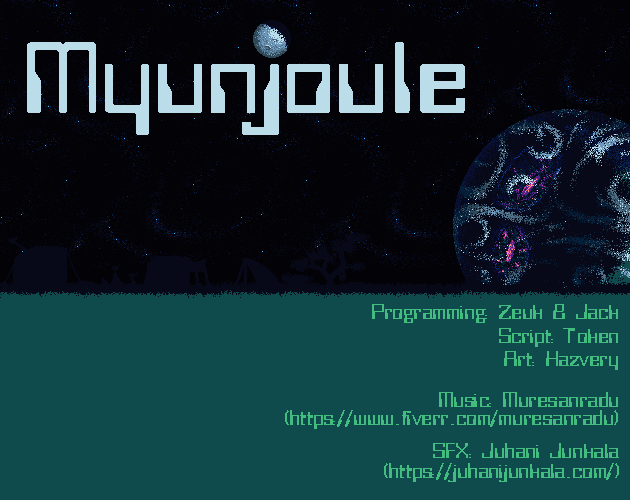 Myunjoule
Programming: Zeuk & Jack
Script: Token
Art: Hazvery
Music: Muresanradu
(https://www.fiverr.com/muresanradu)
SFX: Juhani Junkala
(https://juhanijunkala.com/)